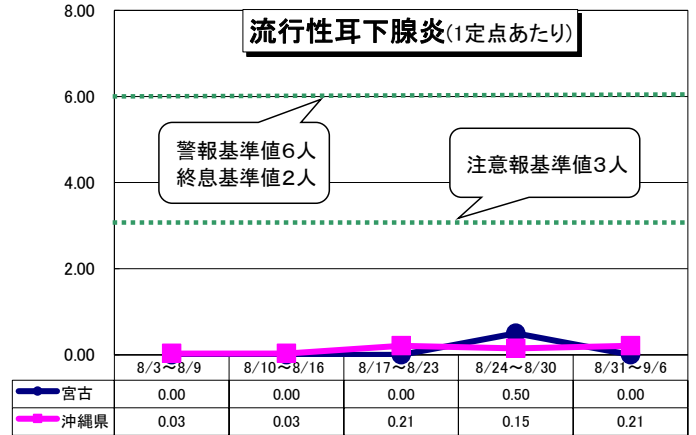 流行性耳下腺炎(1定点あたり)
8.00
6.00
4.00
2.00
0.00
警報基準値6人
終息基準値2人
注意報基準値3人
8/3～8/9 8/10～8/16 8/17～8/23 8/24～8/30 8/31～9/6
宮古 0.00 0.00 0.00 0.50 0.00
沖縄県 0.03 0.03 0.21 0.15 0.21